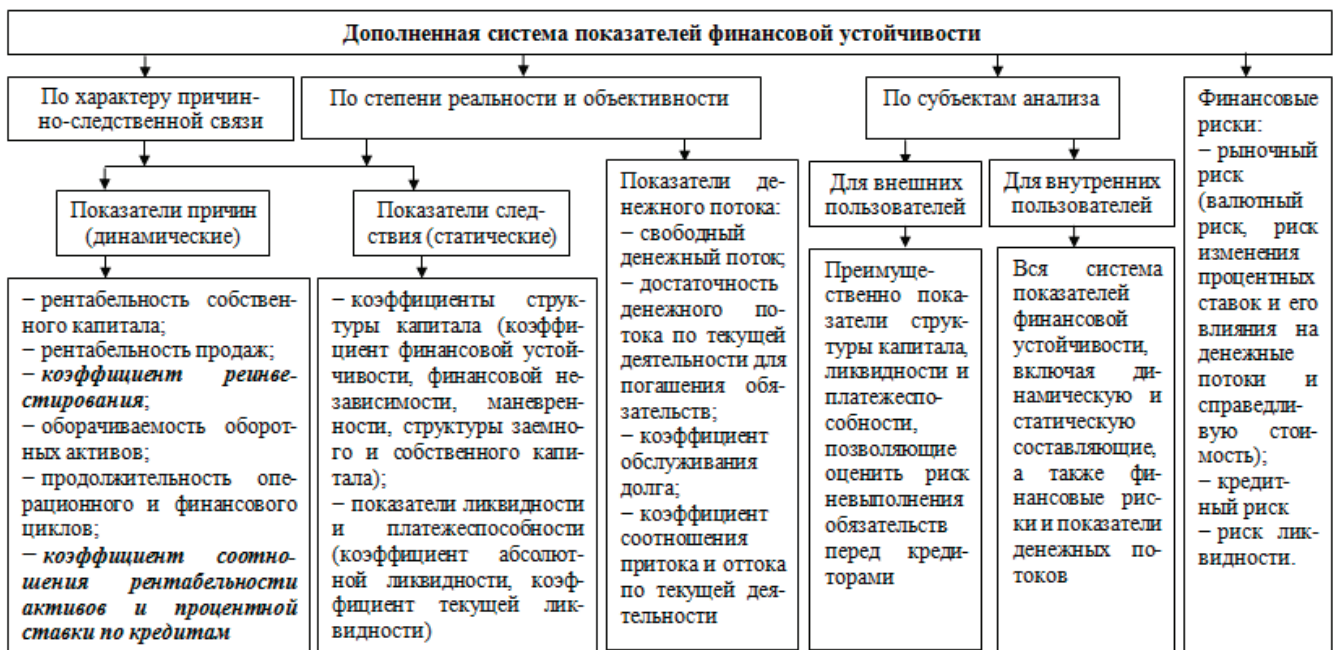 Дополненная система показателей финансовой устойчивости
По характеру причин-
но-следственной связи
По степени реальности и объективности
По субъектам анализа
Финансовые
риски:
– рыночный
риск
(валютный
риск, риск
изменения
процентных
ставок и его
влияния на
денежные
потоки и
справедли-
вую стои-
мость);
– кредит-
ный риск
– риск лик-
видности.
Показатели причин
(динамические)
Показатели след-
ствия (статические)
Показатели де-
нежного потока:
– свободный
денежный поток;
– достаточность
денежного по-
тока по текущей
деятельности для
погашения обя-
зательств;
– коэффициент
обслуживания
долга;
– коэффициент
соотношения
притока и оттока
по текущей дея-
тельности
Для внешних
пользователей
Для внутренних
пользователей
– рентабельность собствен-
ного капитала;
– рентабельность продаж;
– коэффициент реинве-
стирования;
– оборачиваемость оборот-
ных активов;
– продолжительность опе-
рационного и финансового
циклов;
– коэффициент соотно-
шения рентабельности
активов и процентной
ставки по кредитам
– коэффициенты струк-
туры капитала (коэффи-
циент финансовой устой-
чивости, финансовой не-
зависимости, маневрен-
ности, структуры заемно-
го и собственного капи-
тала);
– показатели ликвидности
и платежеспособности
(коэффициент абсолют-
ной ликвидности, коэф-
фициент текущей лик-
видности)
Преимущес-
твенно пока-
затели струк-
туры капитала,
ликвидности и
платежеспо-
собности,
позволяющие
оценить риск
невыполнения
обязательств
перед креди-
торами
Вся система
показателей
финансовой
устойчивости,
включая ди-
намическую и
статическую
составляющие,
а также фи-
нансовые рис-
ки и показатели
денежных по-
токов